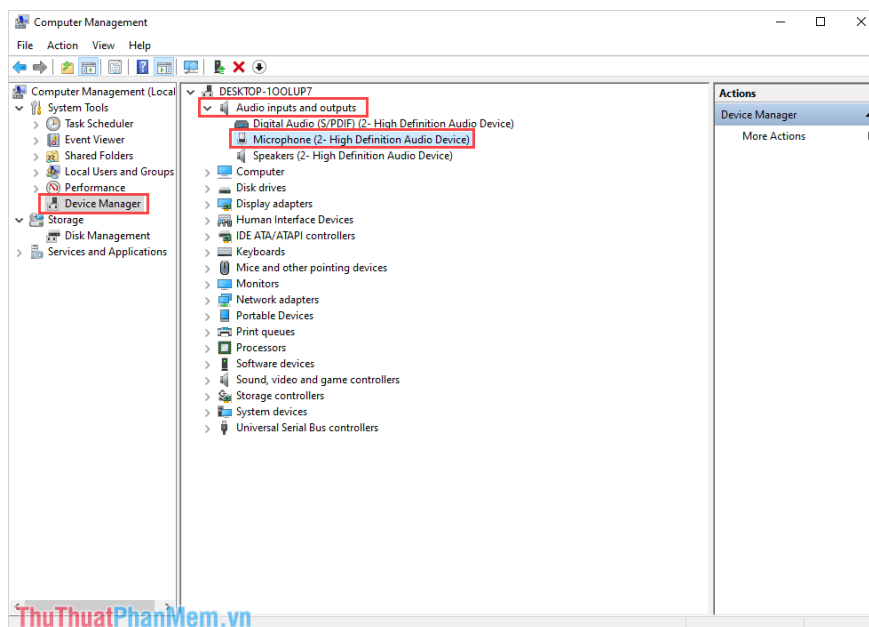 Computer Management
File Action View Help
Computer Management (Local
System Tools
Task Scheduler
Event Viewer
Shared Folders
Local Users and Groups
Performance
Device Manager
Storage
Disk Management
Services and Applications
DESKTOP-1OOLUP7
Audio inputs and outputs
Digital Audio (S/PDIF) (2- High Definition Audio Device)
Microphone (2- High Definition Audio Device)
Speakers (2- High Definition Audio Device)
Computer
Disk drives
Display adapters
Human Interface Devices
IDE ATA/ATAPI controllers
Keyboards
Mice and other pointing devices
Monitors
Network adapters
Portable Devices
Print queues
Processors
Software devices
Sound, video and game controllers
Storage controllers
System devices
Universal Serial Bus controllers
Actions
Device Manager
More Actions
ThuThuatPhanMem.vn